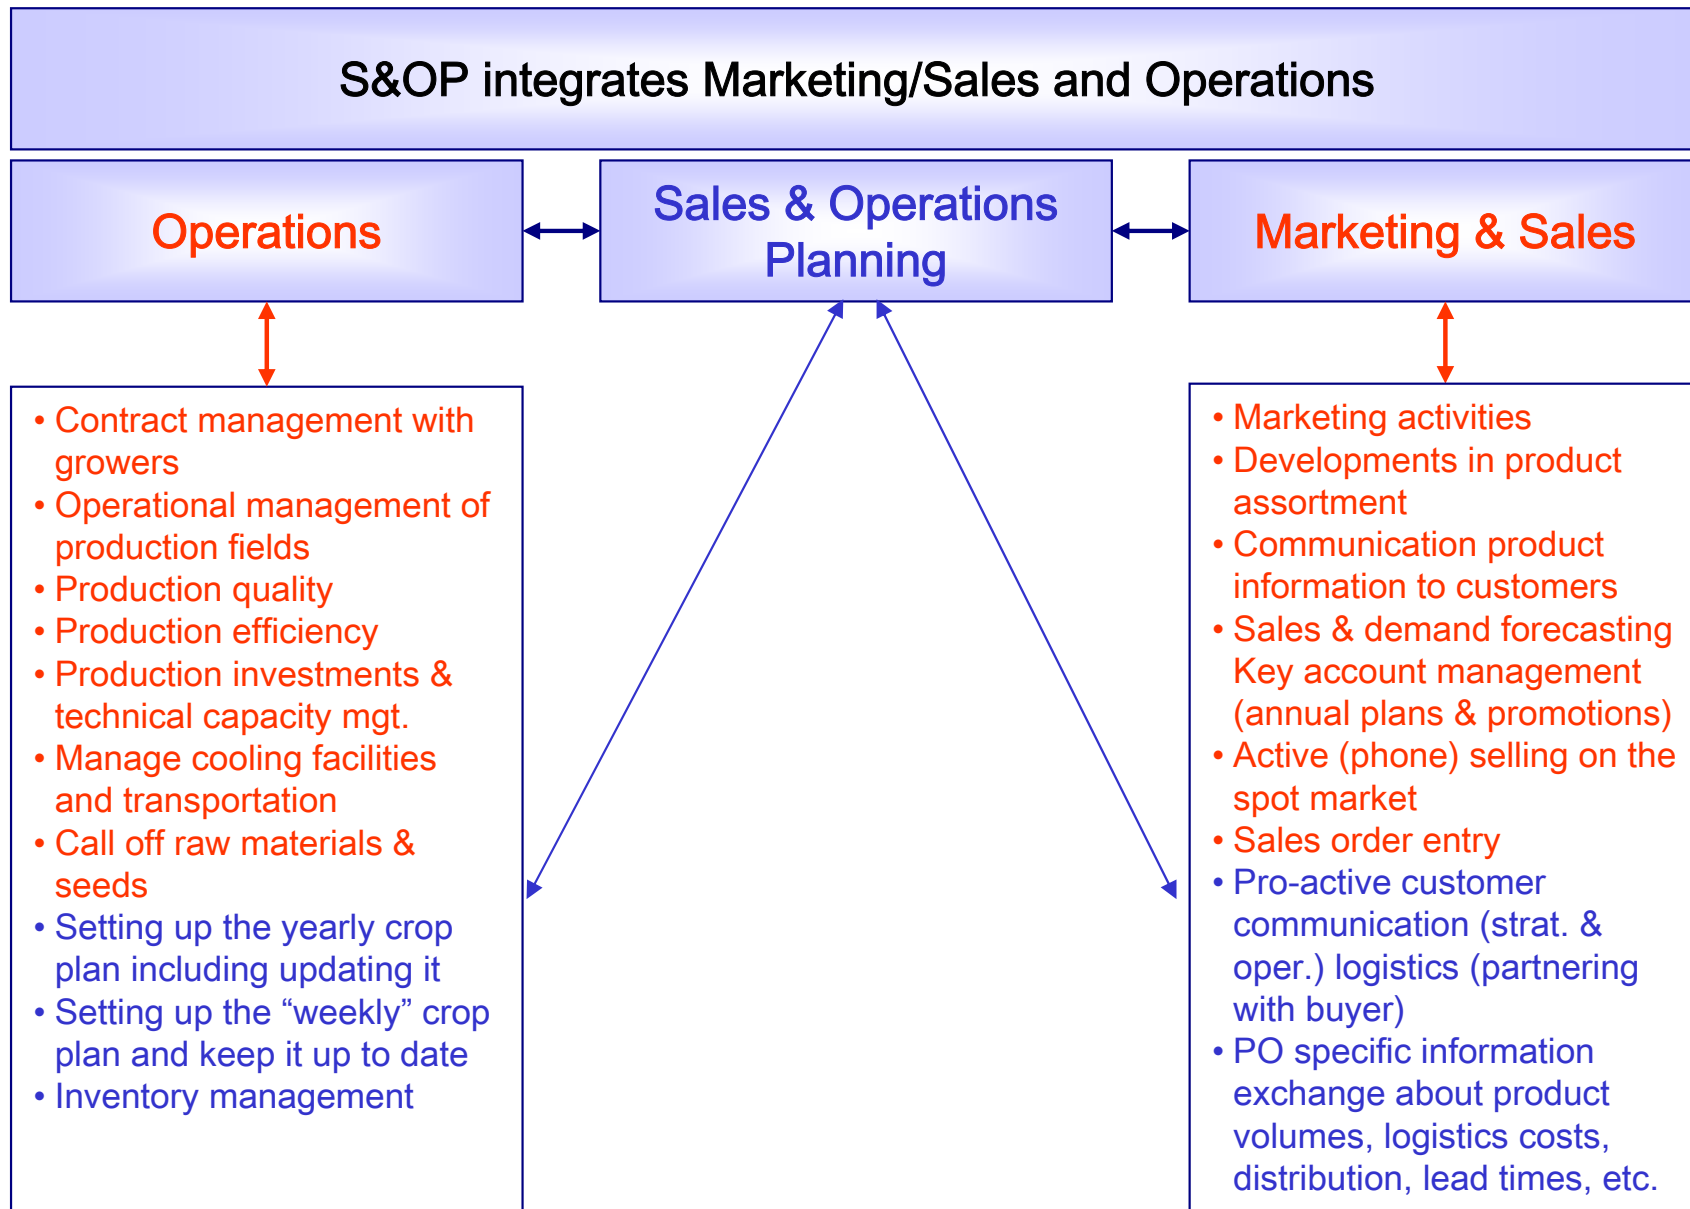 S&OP integrates Marketing/Sales and Operations
Operations
Sales & Operations
Planning
Marketing & Sales
• Contract management with
growers
• Operational management of
production fields
• Production quality
• Production efficiency
• Production investments &
technical capacity mgt.
• Manage cooling facilities
and transportation
• Call off raw materials &
seeds
• Setting up the yearly crop
plan including updating it
• Setting up the “weekly” crop
plan and keep it up to date
• Inventory management
• Marketing activities
• Developments in product
assortment
• Communication product
information to customers
• Sales & demand forecasting
Key account management
(annual plans & promotions)
• Active (phone) selling on the
spot market
• Sales order entry
• Pro-active customer
communication (strat. &
oper.) logistics (partnering
with buyer)
• PO specific information
exchange about product
volumes, logistics costs,
distribution, lead times, etc.